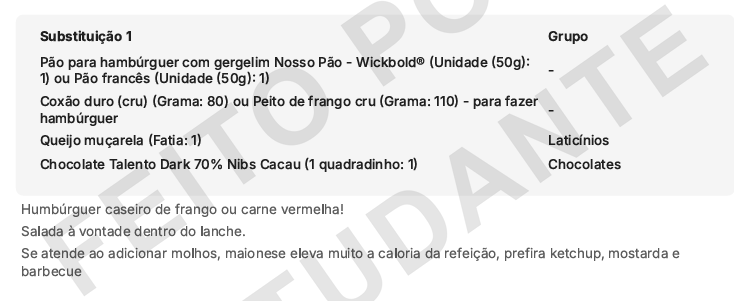 Substituição 1 Grupo
Pão para hambúrguer com gergelim Nosso Pão - Wickbold® (Unidade (50g):
1) ou Pão francês (Unidade (50g): 1) -
Coxão duro (cru) (Grama: 80) ou Peito de frango cru (Grama: 110) - para fazer
hambúrguer -
Queijo muçarela (Fatia: 1) Laticínios
Chocolate Talento Dark 70% Nibs Cacau (1 quadradinho: 1) Chocolates
Humbúrguer caseiro de frango ou carne vermelha!
Salada à vontade dentro do lanche.
Se atende ao adicionar molhos, maionese eleva muito a caloria da refeição, prefira ketchup, mostarda e
barbecue
FEITO PO
TUDANTE